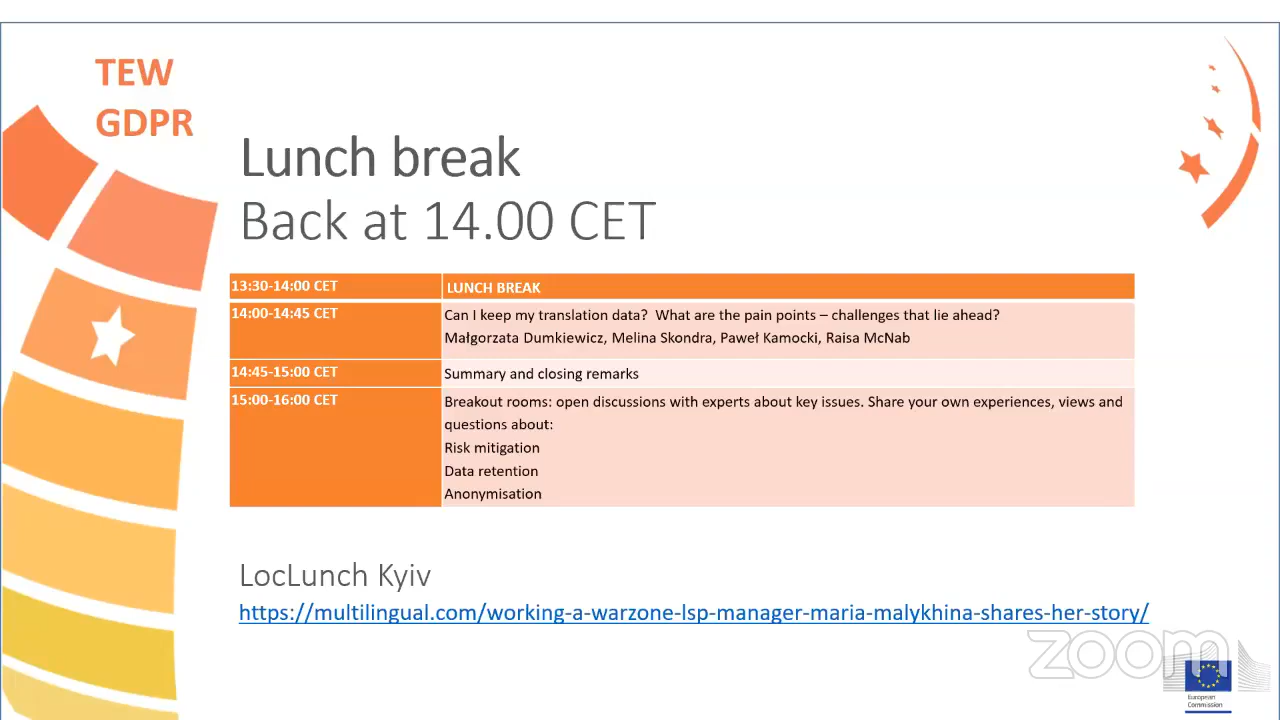 TEW
GDPR
Lunch break
Back at 14.00 CET
13:30-14:00 CET
LUNCH BREAK
14:00-14:45 CET
Can I keep my translation data?  What are the pain points – challenges that lie ahead?
Małgorzata Dumkiewicz, Melina Skondra, Paweł Kamocki, Raisa McNab
14:45-15:00 CET
Summary and closing remarks
15:00-16:00 CET
Breakout rooms: open discussions with experts about key issues. Share your own experiences, views and
questions about:
Risk mitigation
Data retention
Anonymisation
LocLunch Kyiv
https://multilingual.com/working-a-warzone-lsp-manager-maria-malykhina-shares-her-story/
zoom
European
Commission